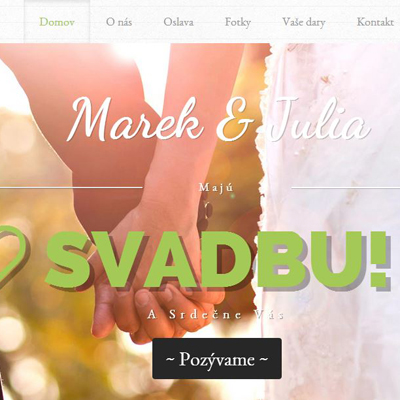 Domov O nás Oslava Fotky Vaše dary Kontakt
Marek & Julia
Majú
SVADBU!
A Srdečne Vás
~ Pozývame ~